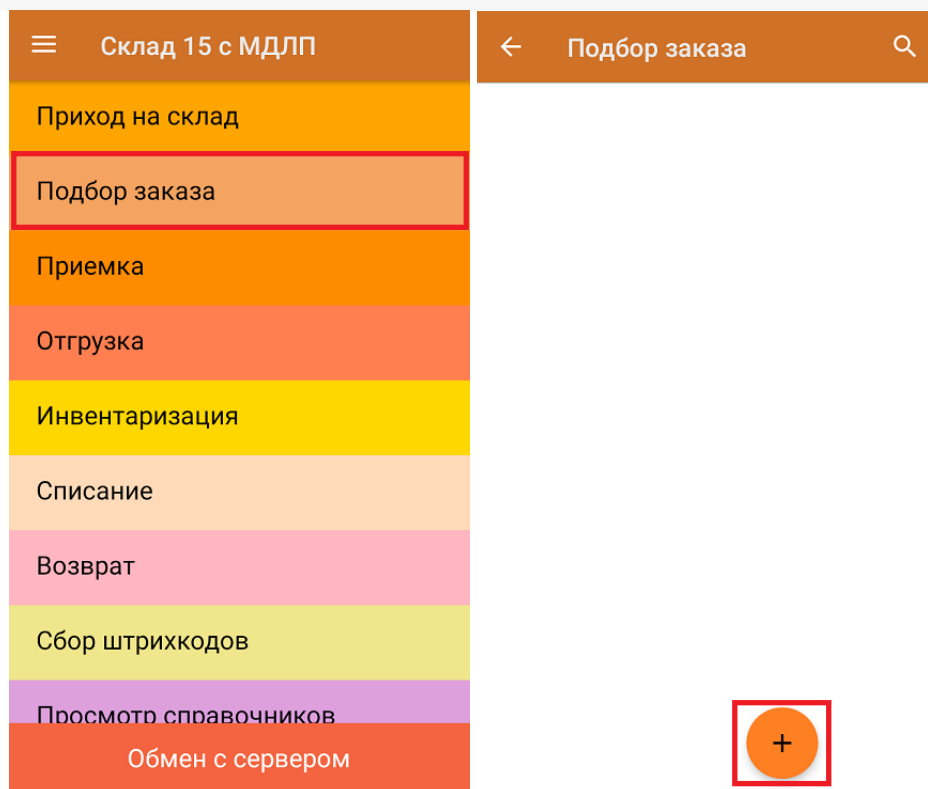 Склад 15 с МДЛП
Приход на склад
Подбор заказа
Приемка
Отгрузка
Инвентаризация
Списание
Возврат
Сбор штрихкодов
Просмотр справочников
Обмен с сервером
Подбор заказа
+